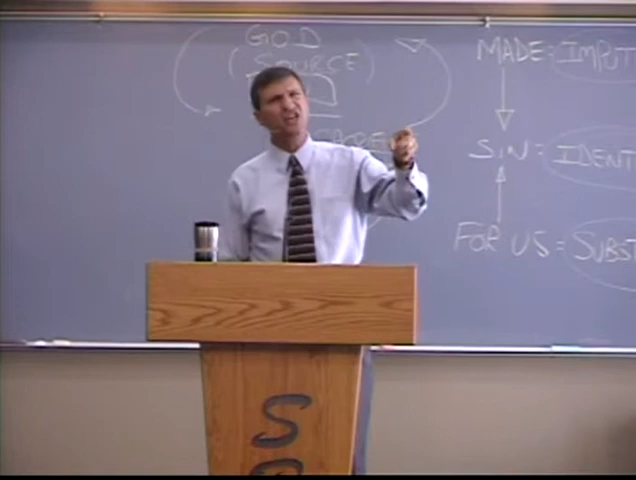 GOD
(SOURCE)
MADE = IMPUT
SIN = IDENT
FOR US = SUBST
S